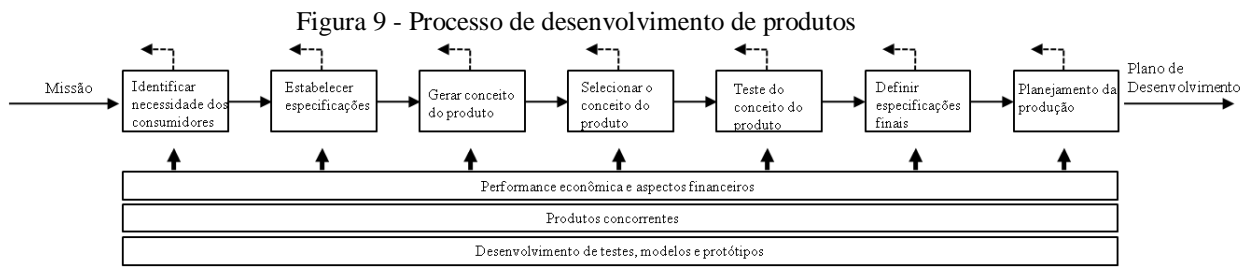 Figura 9 - Processo de desenvolvimento de produtos
Missão
Identificar
necessidade dos
consumidores
Estabelecer
especificações
Gerar conceito
do produto
Selecionar o
conceito do
produto
Teste do
conceito do
produto
Definir
especificações
finais
Planejamento da
produção
Plano de
Desenvolvimento
Performance econômica e aspectos financeiros
Produtos concorrentes
Desenvolvimento de testes, modelos e protótipos